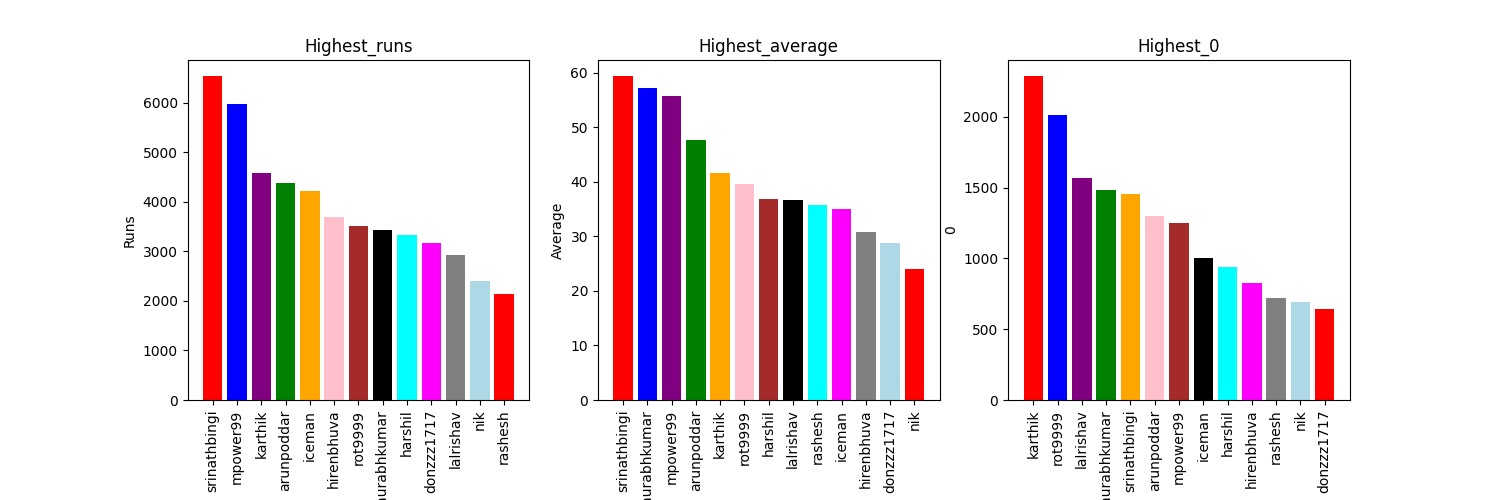 Highest_runs
Runs
6000
5000
4000
3000
2000
1000
0
srinathbingi
mpower99
karthik
arunpoddar
iceman
hirenbhuva
rot9999
aurabhkumar
harshil
donzzz1717
lalrishav
nik
rashesh
Highest_average
Average
60
50
40
30
20
10
0
srinathbingi
aurabhkumar
mpower99
arunpoddar
karthik
rot9999
harshil
lalrishav
rashesh
iceman
hirenbhuva
donzzz1717
nik
Highest_0
0
2000
1500
1000
500
0
karthik
rot9999
lalrishav
aurabhkumar
srinathbingi
arunpoddar
mpower99
iceman
harshil
hirenbhuva
rashesh
nik
donzzz1717